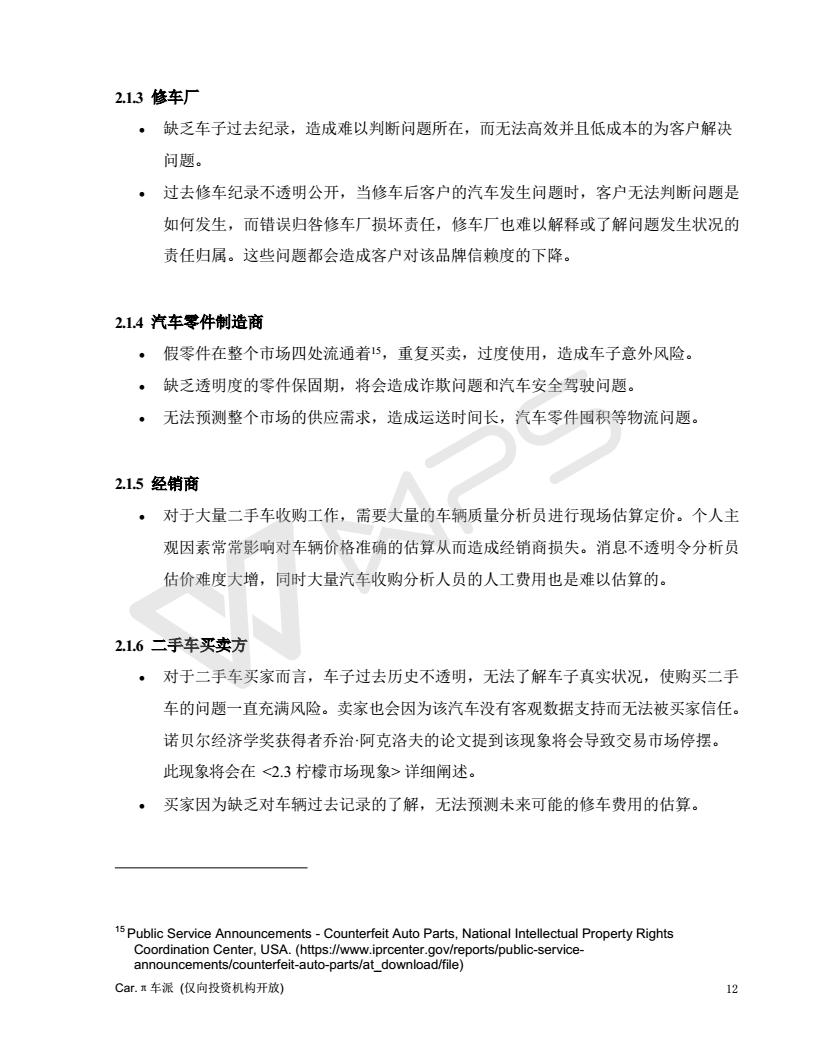 2.1.3 修车厂
• 缺乏车子过去纪录，造成难以判断问题所在，而无法高效并且低成本的为客户解决
问题。
• 过去修车纪录不透明公开，当修车后客户的汽车发生问题时，客户无法判断问题是
如何发生，而错误归咎修车厂损坏责任，修车厂也难以解释或了解问题发生状况的
责任归属。这些问题都会造成客户对该品牌信赖度的下降。
2.1.4 汽车零件制造商
• 假零件在整个市场四处流通着15，重复买卖，过度使用，造成车子意外风险。
• 缺乏透明度的零件保固期，将会造成诈欺问题和汽车安全驾驶问题。
• 无法预测整个市场的供应需求，造成运送时间长，汽车零件囤积等物流问题。
2.1.5 经销商
• 对于大量二手车收购工作，需要大量的车辆质量分析员进行现场估算定价。个人主
观因素常常影响对车辆价格准确的估算从而造成经销商损失。消息不透明令分析员
估价难度大增，同时大量汽车收购分析人员的人工费用也是难以估算的。
2.1.6 二手车买卖方
• 对于二手车买家而言，车子过去历史不透明，无法了解车子真实状况，使购买二手
车的问题一直充满风险。卖家也会因为该汽车没有客观数据支持而无法被买家信任。
诺贝尔经济学奖获得者乔治·阿克洛夫的论文提到该现象将会导致交易市场停摆。
此现象将会在 <2.3 柠檬市场现象> 详细阐述。
• 买家因为缺乏对车辆过去记录的了解，无法预测未来可能的修车费用的估算。
WPS
15 Public Service Announcements - Counterfeit Auto Parts, National Intellectual Property Rights
Coordination Center, USA. (https://www.iprcenter.gov/reports/public-service-
announcements/counterfeit-auto-parts/at_download/file)
Car.π车派 (仅向投资机构开放) 12